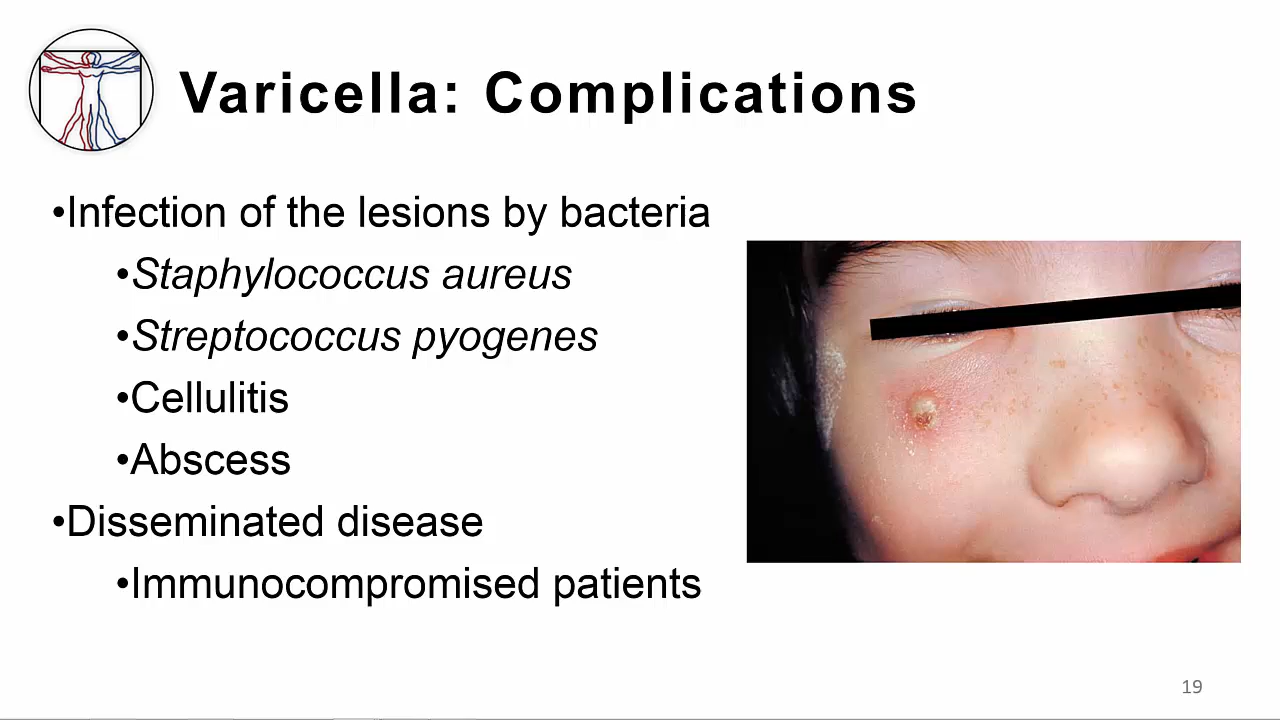 Varicella: Complications
•Infection of the lesions by bacteria
•Staphylococcus aureus
•Streptococcus pyogenes
•Cellulitis
•Abscess
•Disseminated disease
•Immunocompromised patients
19